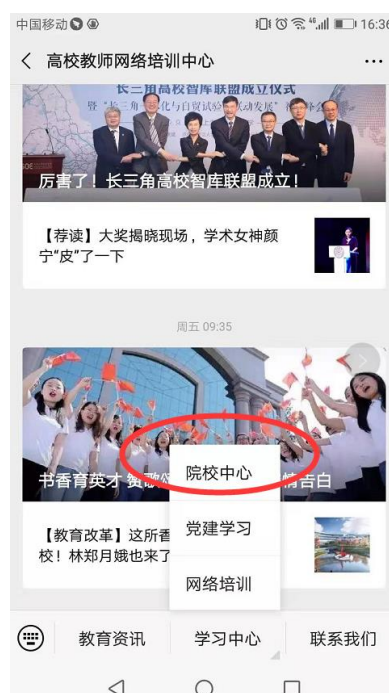 中国移动
16:36
高校教师网络培训中心
长三角高校智库联盟成立仪式
厉害了!长三角高校智库联盟成立!
【荐读】大奖揭晓现场,学术女神颜
宁“皮”了一下
周五 09:35
书香育英才 赞歌
情告白
【教育改革】这所香
校!林郑月娥也来了
院校中心
党建学习
网络培训
教育资讯
学习中心
联系我们